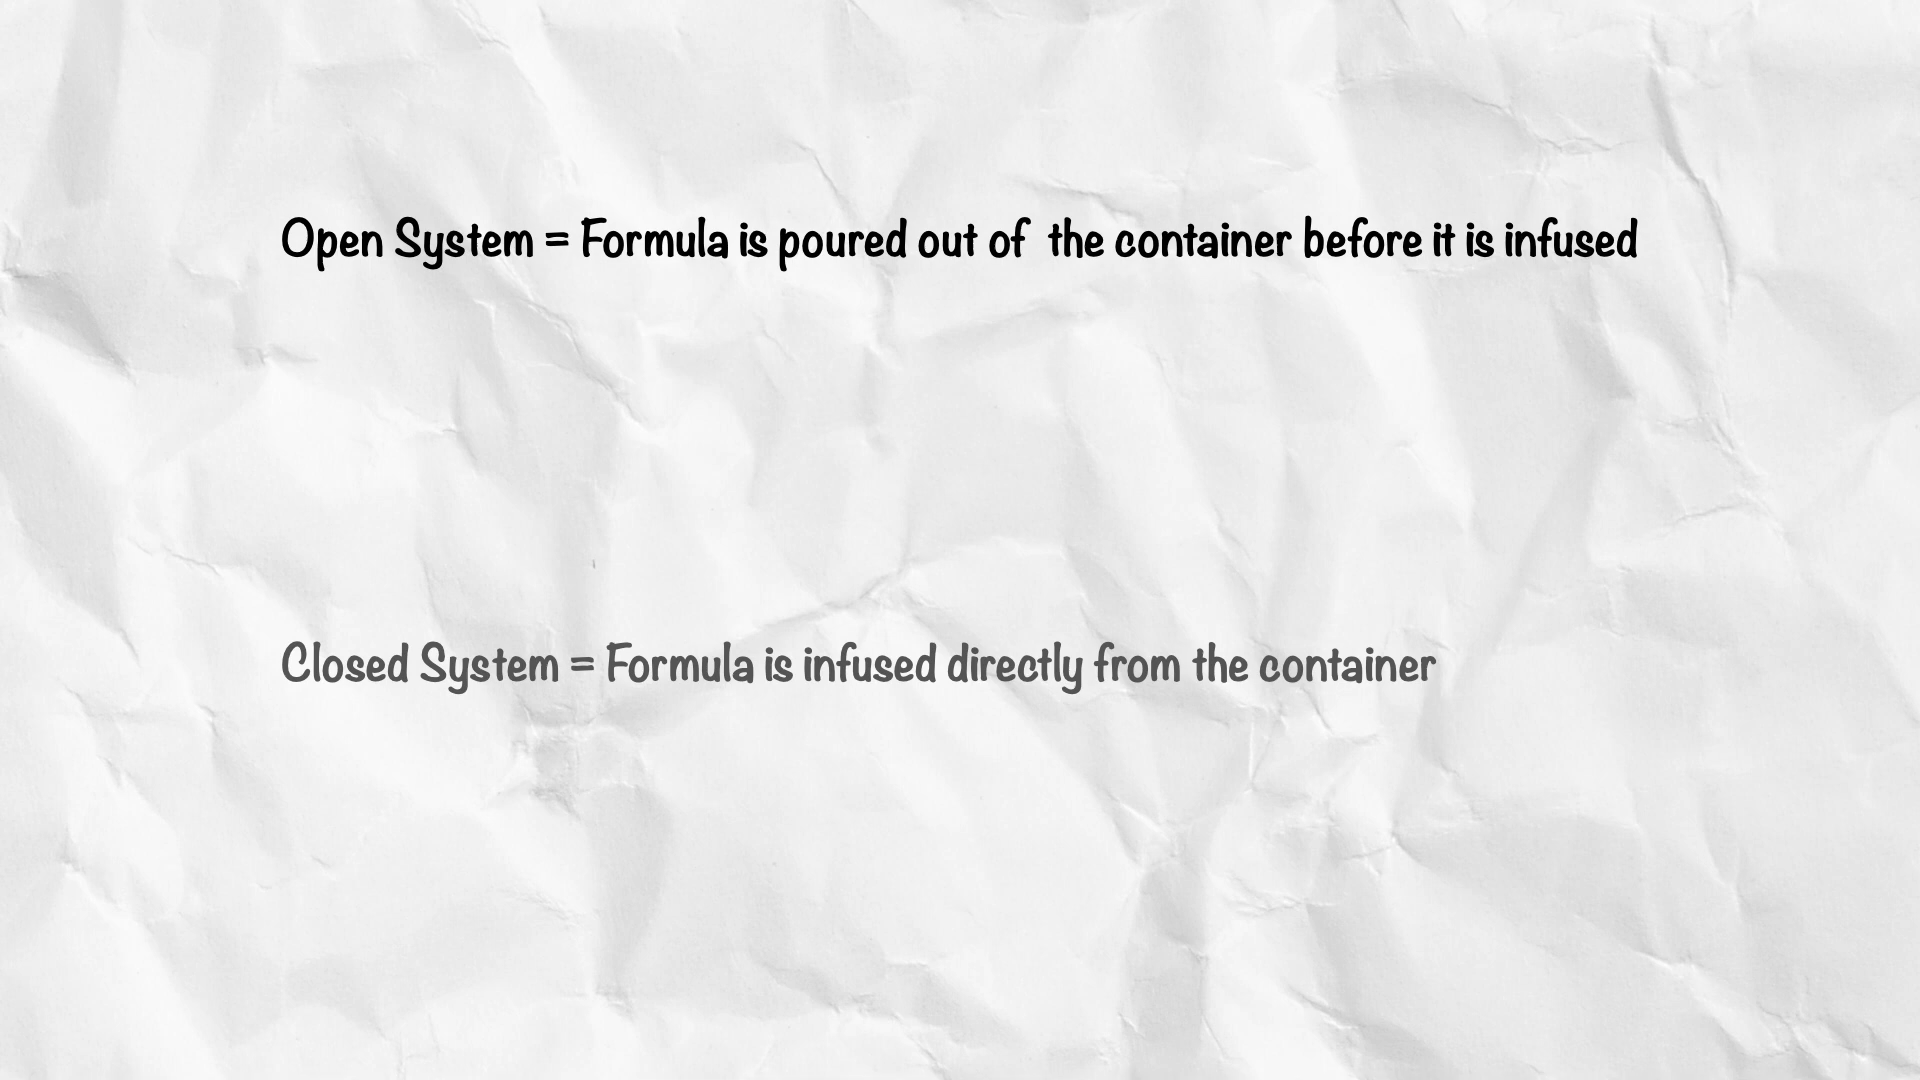 Open System = Formula is poured out of  the container before it is infused
Closed System = Formula is infused directly from the container